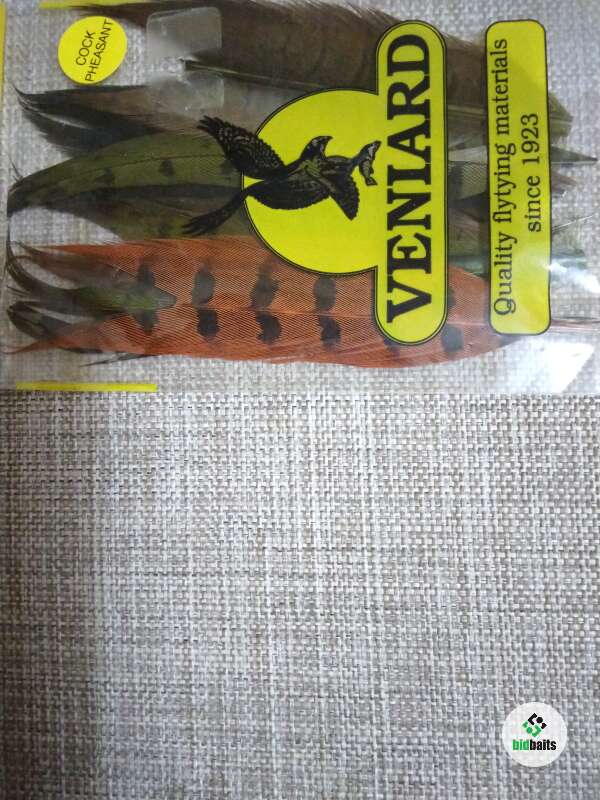 COCK
PHEASANT
VENIARD
Quality flytying materials
since 1923
bidbaits